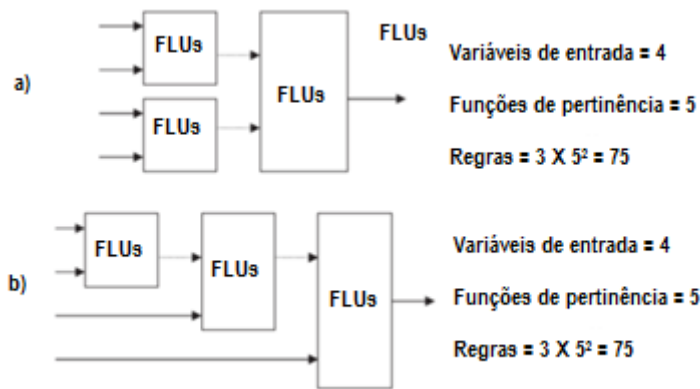 FLUs
FLUs
FLUs
FLUs
a)
Variáveis de entrada = 4
Funções de pertinência = 5
Regras = 3 X 5² = 75
b)
FLUs
FLUs
FLUs
Variáveis de entrada = 4
Funções de pertinência = 5
Regras = 3 X 5² = 75